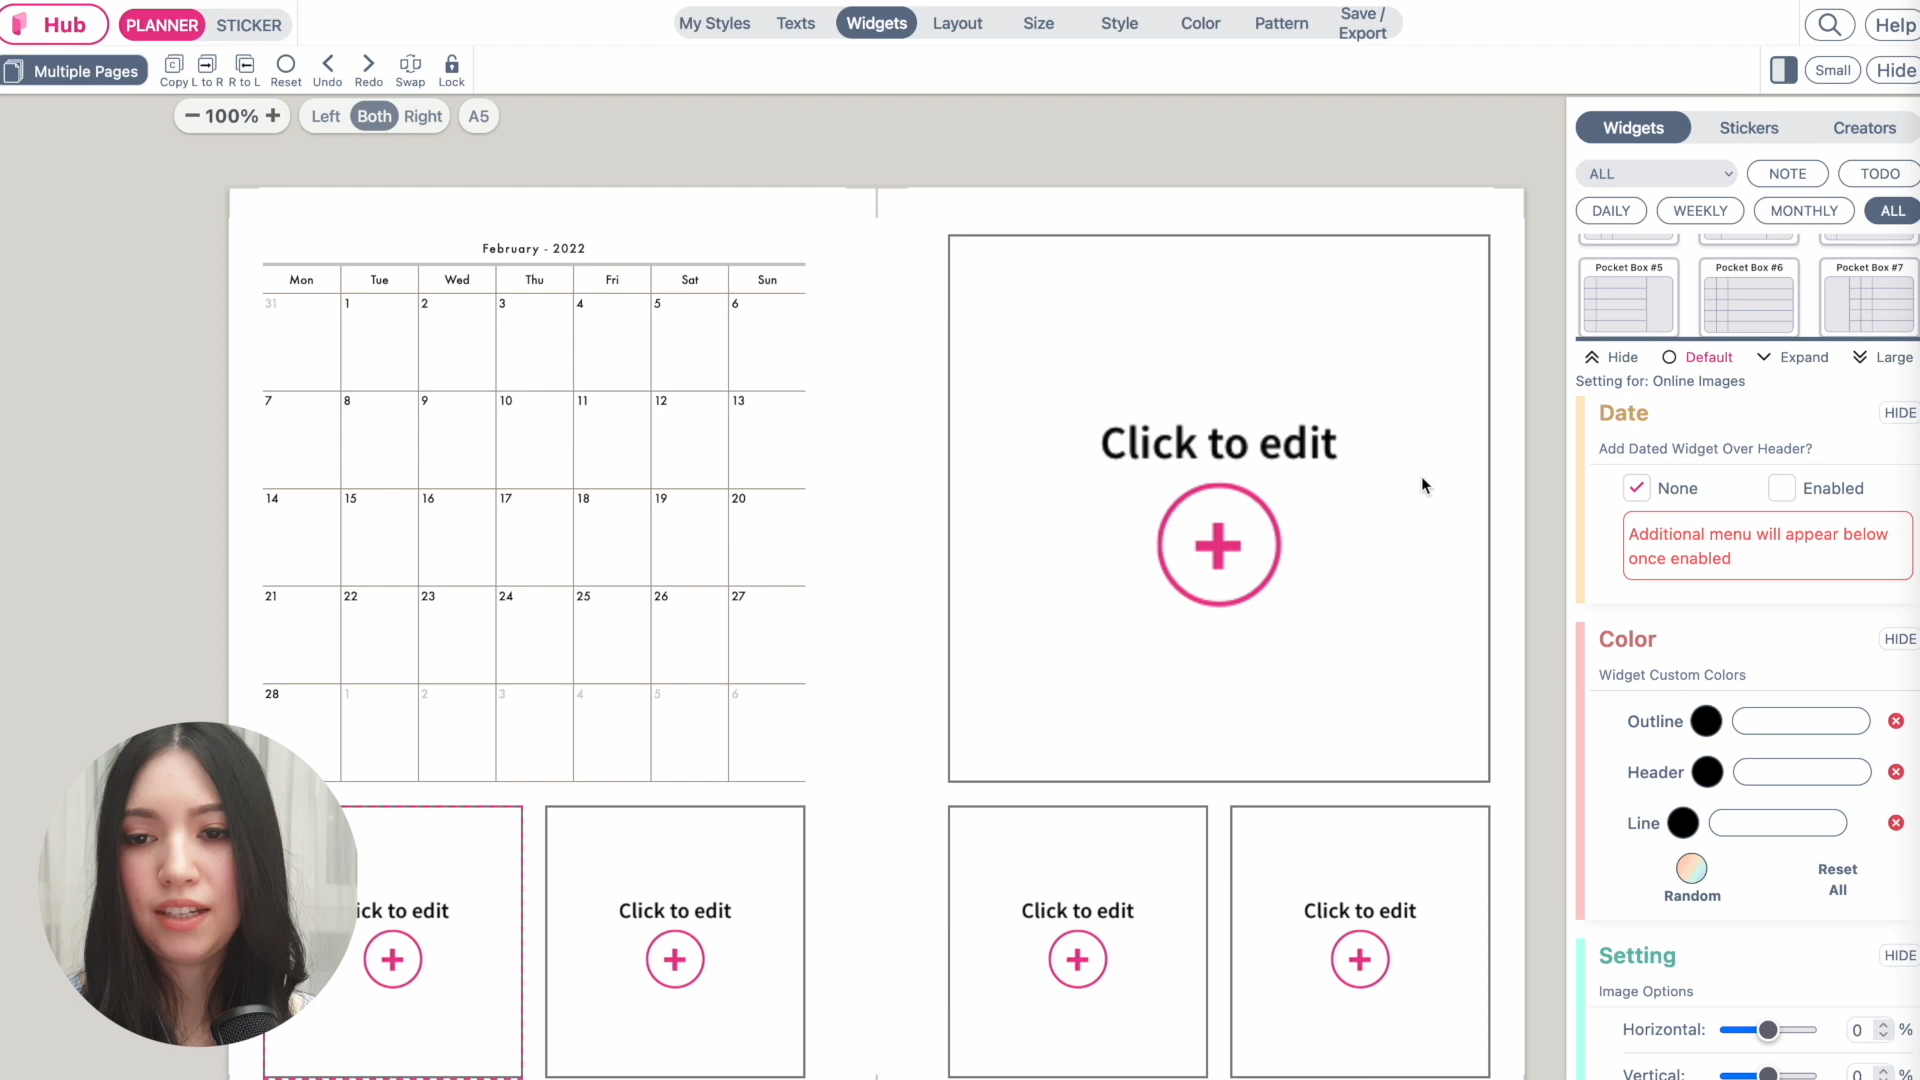 Hub PLANNER STICKER
My Styles Texts Widgets Layout Size Style Color Pattern Save / Export
Help
Multiple Pages
Copy L to R R to L Reset Undo Redo Swap Lock
Small Hide
100% Left Both Right A5
Widgets Stickers Creators
ALL NOTE TODO
DAILY WEEKLY MONTHLY ALL
Pocket Box #5 Pocket Box #6 Pocket Box #7
Hide Default Expand Large
Setting for: Online Images
Date HIDE
Add Dated Widget Over Header?
None Enabled
Additional menu will appear below
once enabled
Color HIDE
Widget Custom Colors
Outline
Header
Line
Random
Reset
All
Setting HIDE
Image Options
Horizontal: 0 %
Vertical: 0 %
February - 2022
Mon Tue Wed Thu Fri Sat Sun
31 1 2 3 4 5 6
7 8 9 10 11 12 13
14 15 16 17 18 19 20
21 22 23 24 25 26 27
28 1 2 3 4 5 6
Click to edit
ick to edit
Click to edit
Click to edit
Click to edit